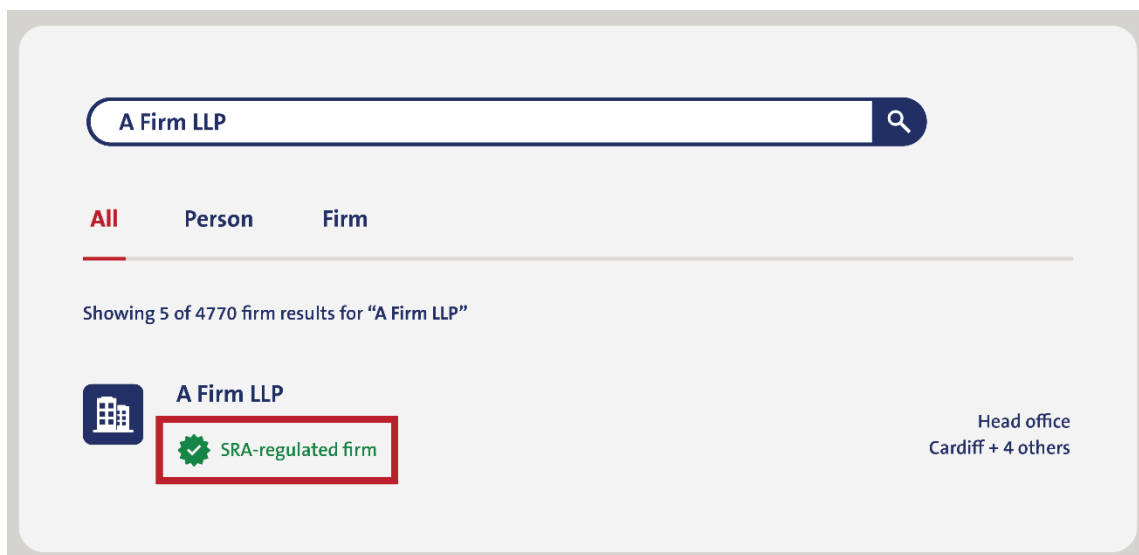 A Firm LLP
All Person Firm
Showing 5 of 4770 firm results for “A Firm LLP”
A Firm LLP
SRA-regulated firm
Head office
Cardiff + 4 others